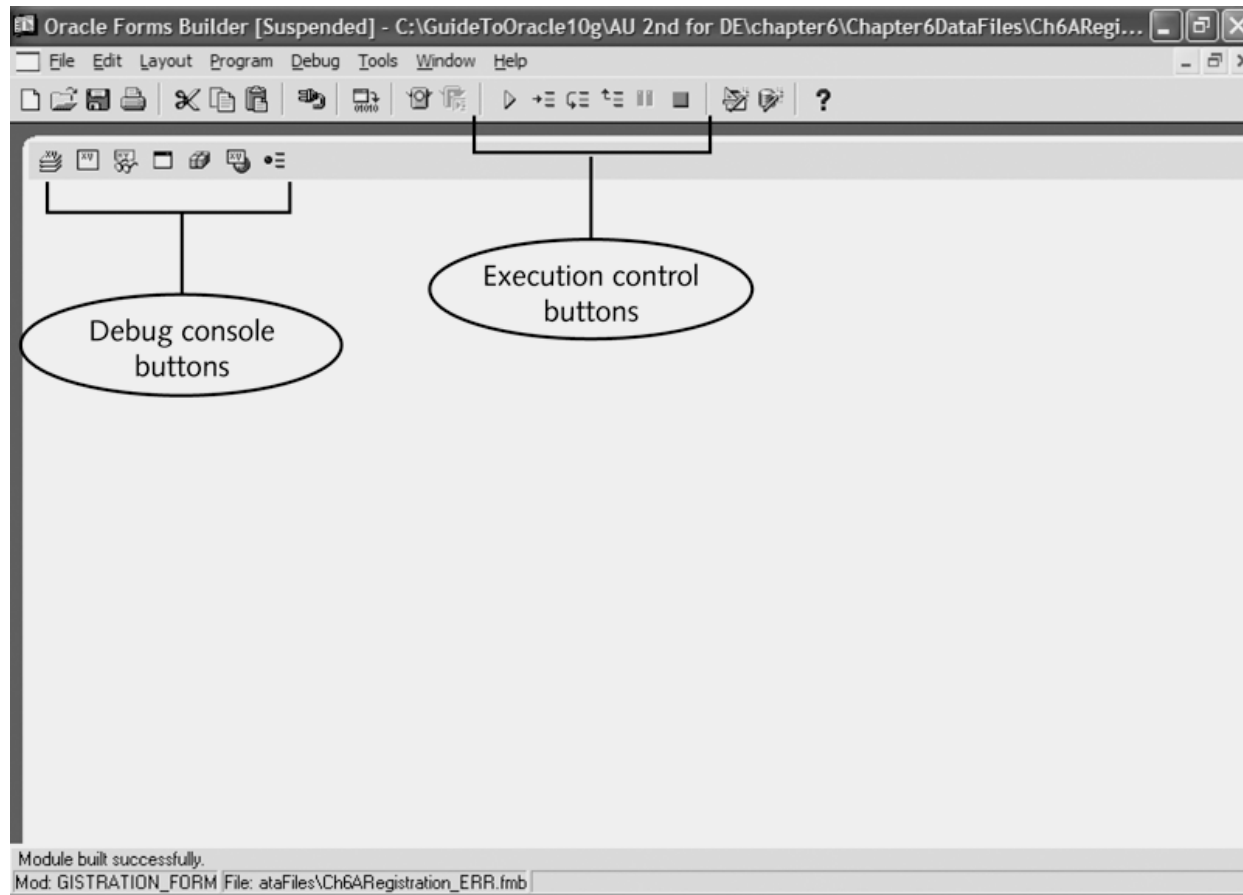 Oracle Forms Builder [Suspended] - C:\GuideToOracle10g\AU 2nd for DE\chapter6\Chapter6DataFiles\Ch6ARegi...
File Edit Layout Program Debug Tools Window Help
Execution control
buttons
Debug console
buttons
Module built successfully.
Mod: GISTRATION_FORM File: ataFiles\Ch6ARegistration_ERR.fmb